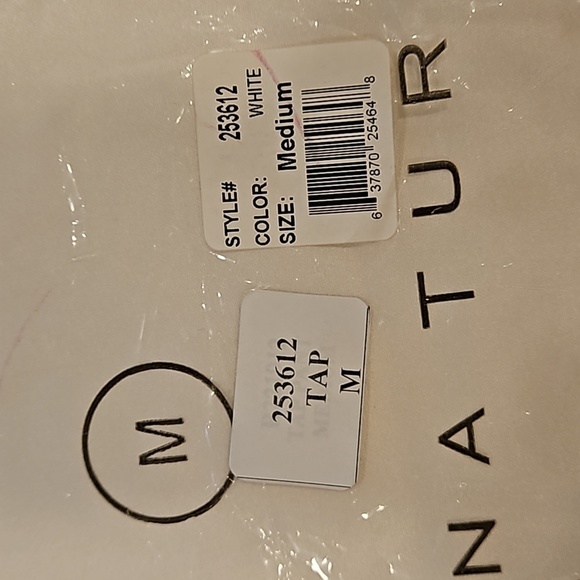 STYLE# 253612
COLOR: WHITE
SIZE: Medium
6 37870 25464 8
253612
TAP
M
M
NATUR